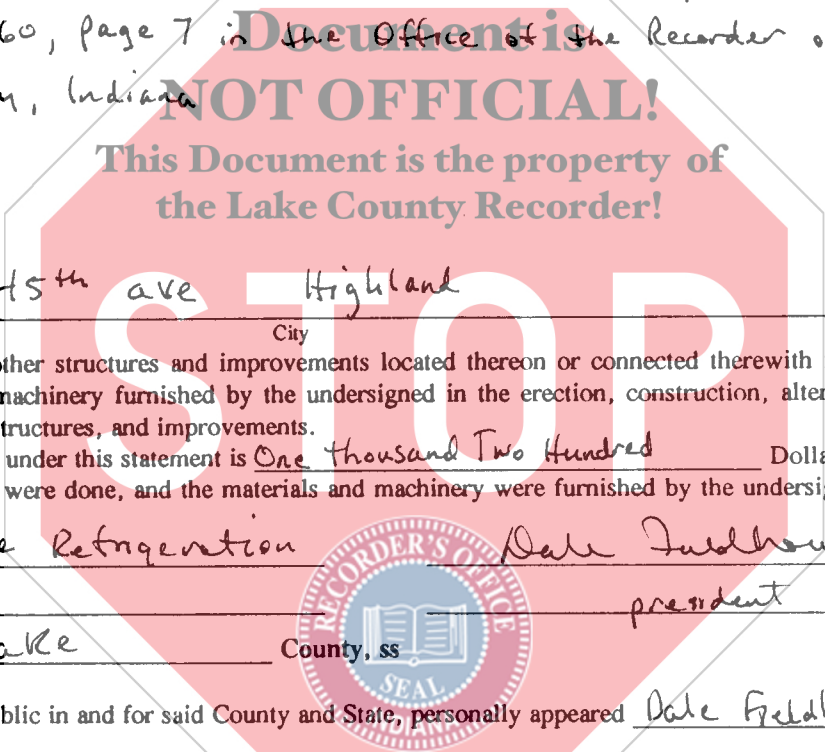 60, page 7 in the Office of the Recorder o
Document is
, Indiana
NOT OFFICIAL!
This Document is the property of
the Lake County Recorder!
STOP
45th ave Highland
City
ther structures and improvements located thereon or connected therewith
machinery furnished by the undersigned in the erection, construction, alter
tructures, and improvements.
under this statement is One thousand Two Hundred Dolla
were done, and the materials and machinery were furnished by the undersi
Refrigeration Dale
president
ake County, ss
RECORDER'S OFFICE
SEAL
INDIANA
blic in and for said County and State, personally appeared Dale Fieldh